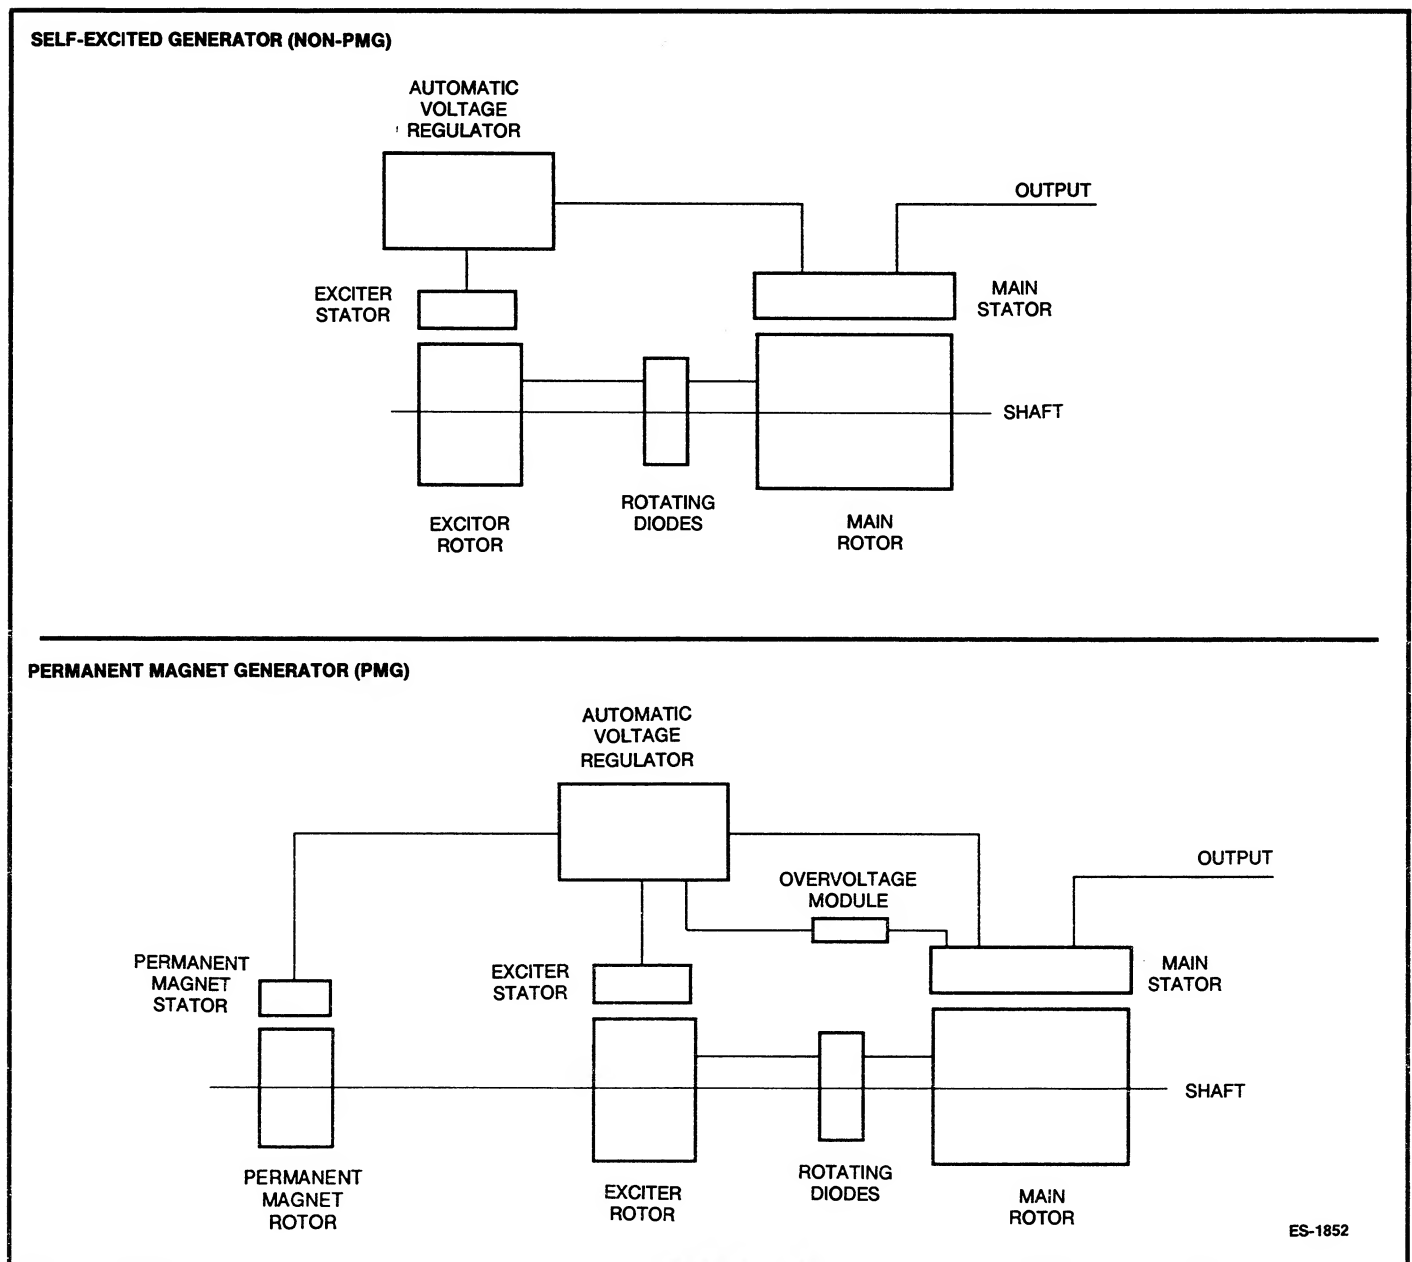 SELF-EXCITED GENERATOR (NON-PMG)
AUTOMATIC
VOLTAGE
REGULATOR
OUTPUT
EXCITER
STATOR
MAIN
STATOR
SHAFT
ROTATING
DIODES
EXCITOR
ROTOR
MAIN
ROTOR
PERMANENT MAGNET GENERATOR (PMG)
AUTOMATIC
VOLTAGE
REGULATOR
OUTPUT
OVERVOLTAGE
MODULE
PERMANENT
MAGNET
STATOR
EXCITER
STATOR
MAIN
STATOR
SHAFT
PERMANENT
MAGNET
ROTOR
EXCITER
ROTOR
ROTATING
DIODES
MAIN
ROTOR
ES-1852